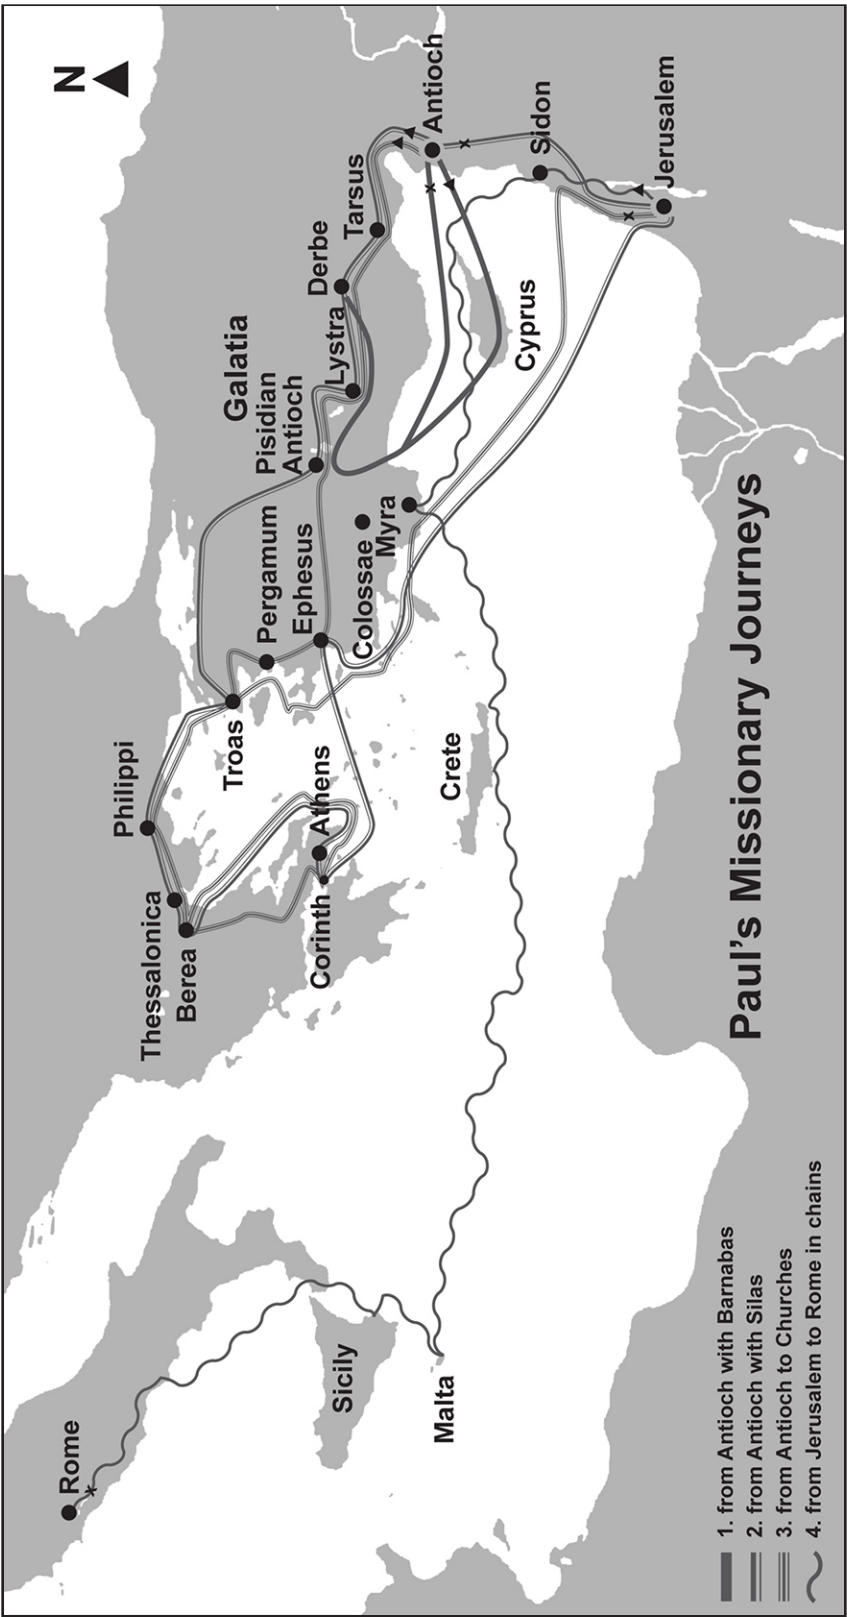 N
Rome
Sicily
Malta
Thessalonica
Berea
Philippi
Corinth
Athens
Troas
Crete
Pergamum
Ephesus
Colossae
Myra
Galatia
Pisidian
Antioch
Lystra
Derbe
Tarsus
Cyprus
Antioch
Sidon
Jerusalem
Paul's Missionary Journeys
1. from Antioch with Barnabas
2. from Antioch with Silas
3. from Antioch to Churches
4. from Jerusalem to Rome in chains